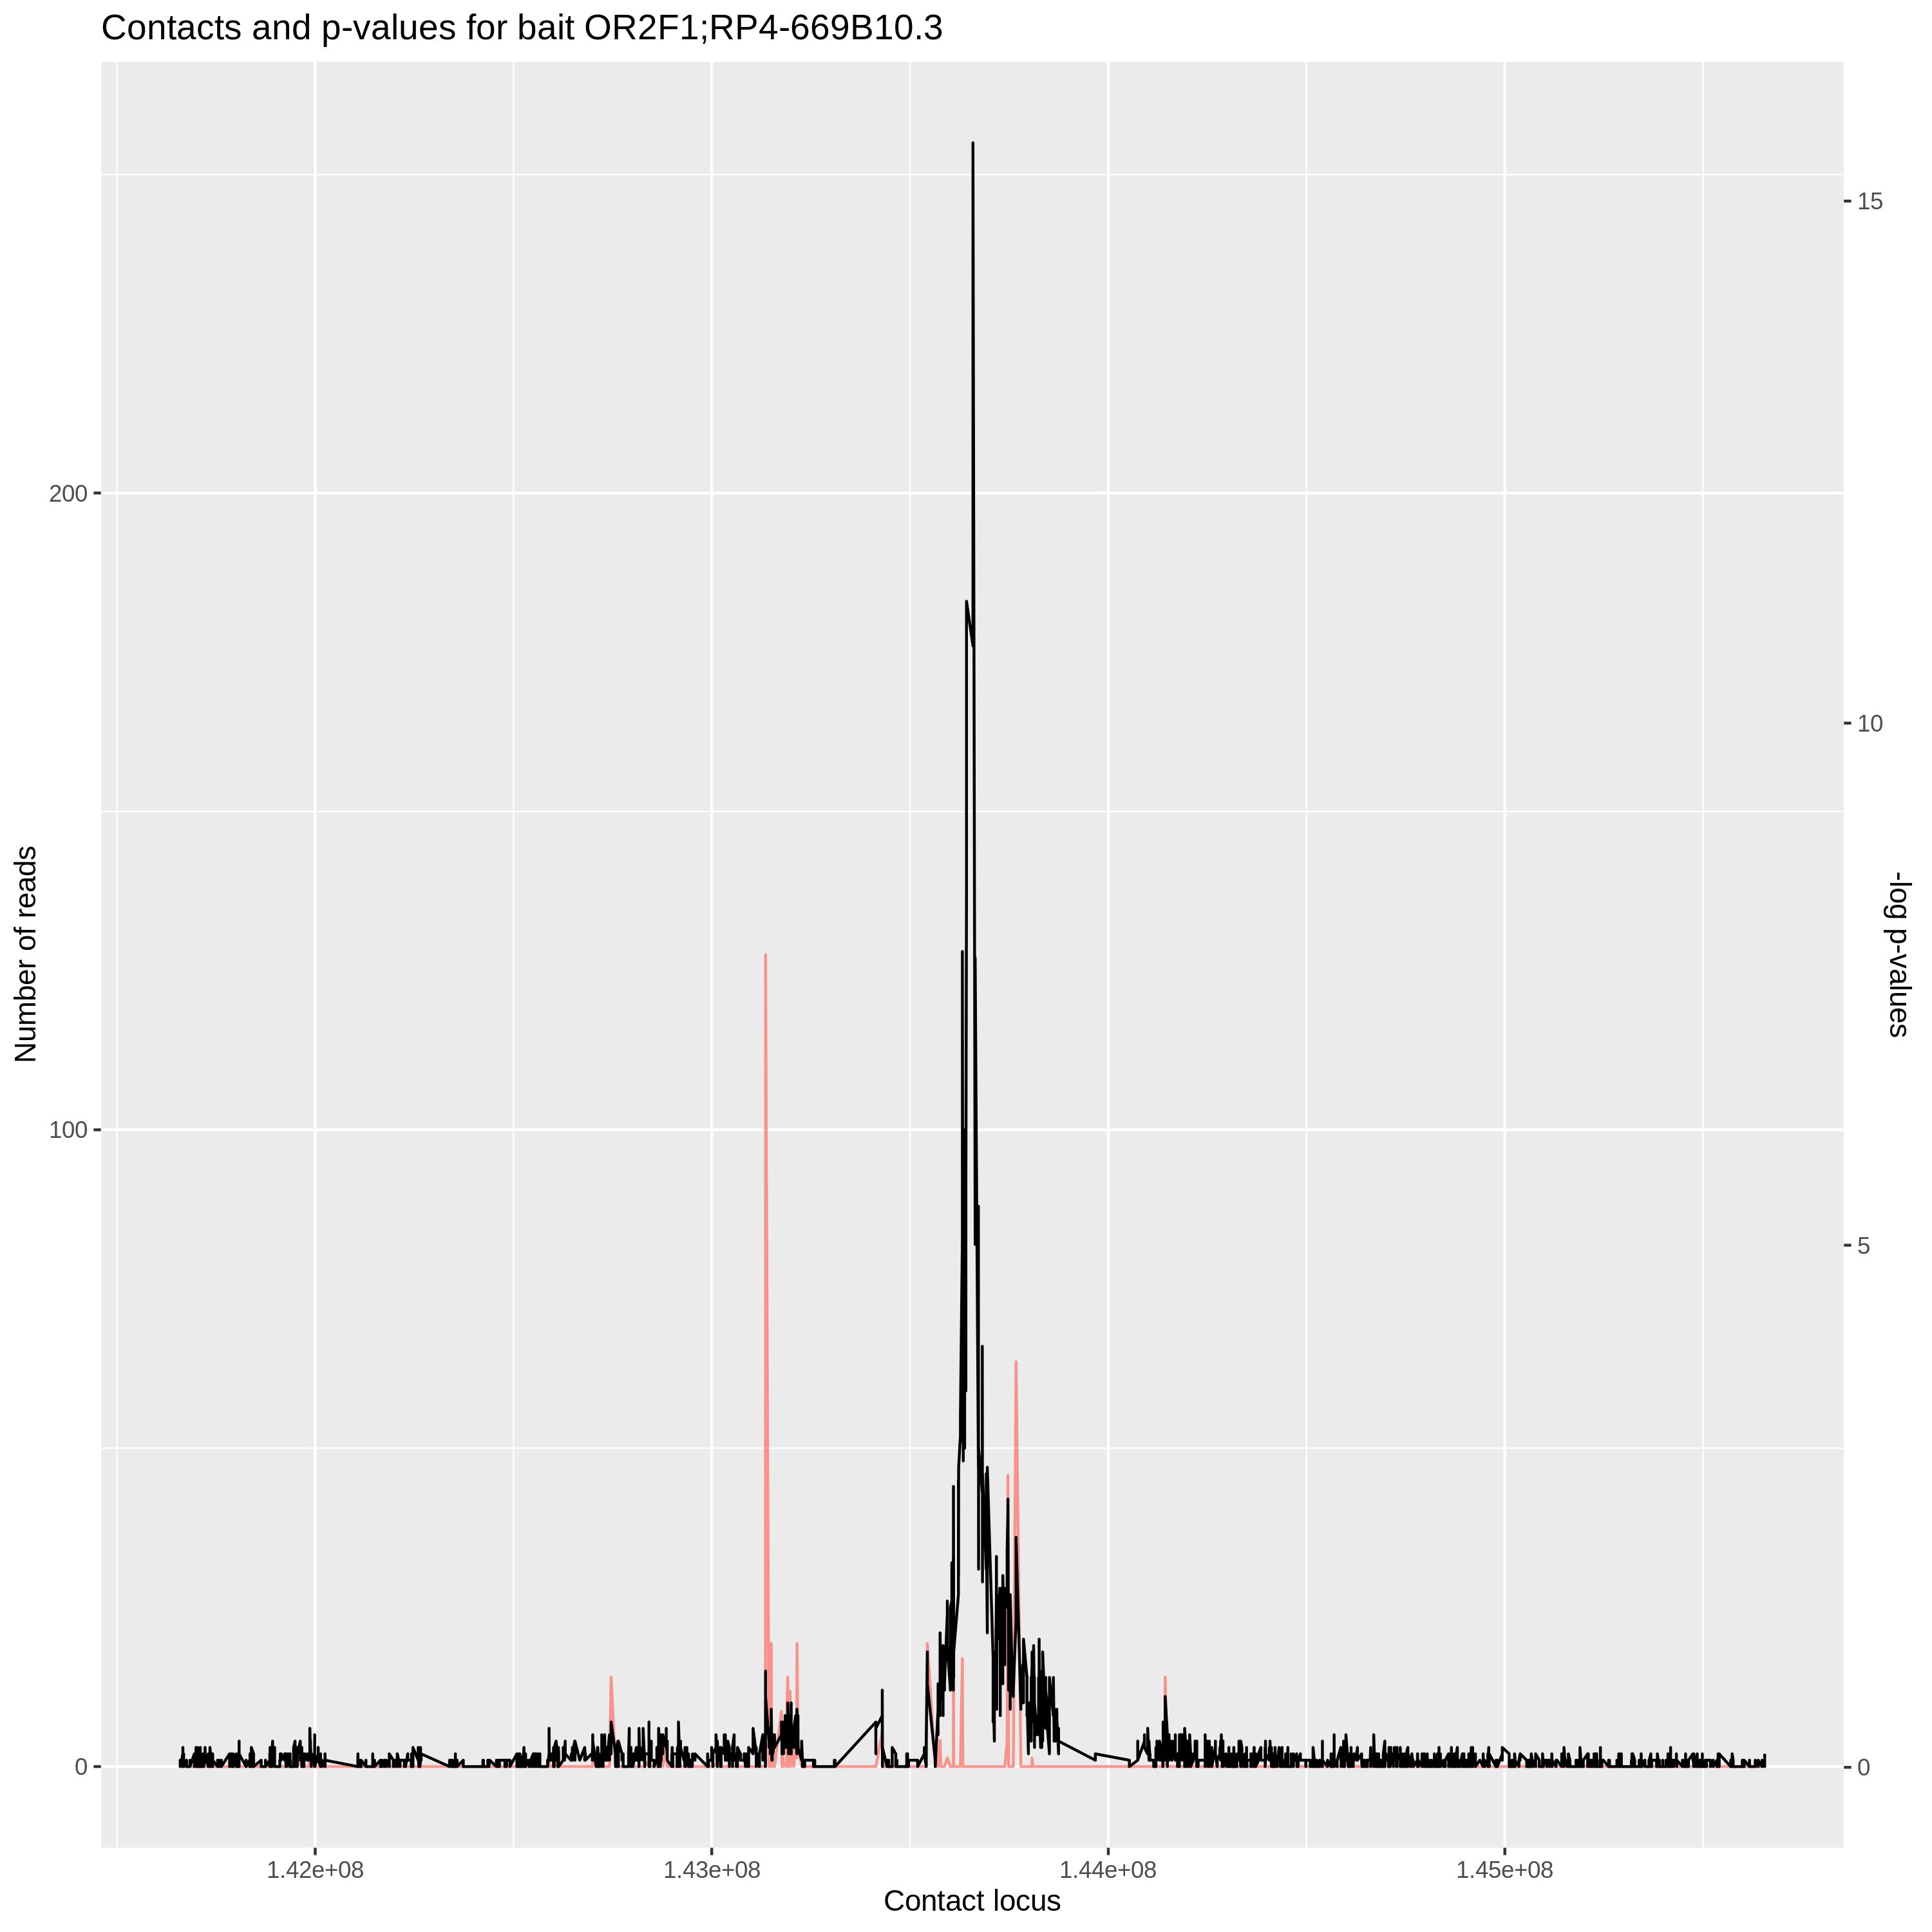 Contacts and p-values for bait OR2F1;RP4-669B10.3
200
100
0
Number of reads
15
10
5
0
-log p-values
1.42e+08
1.43e+08
1.44e+08
1.45e+08
Contact locus